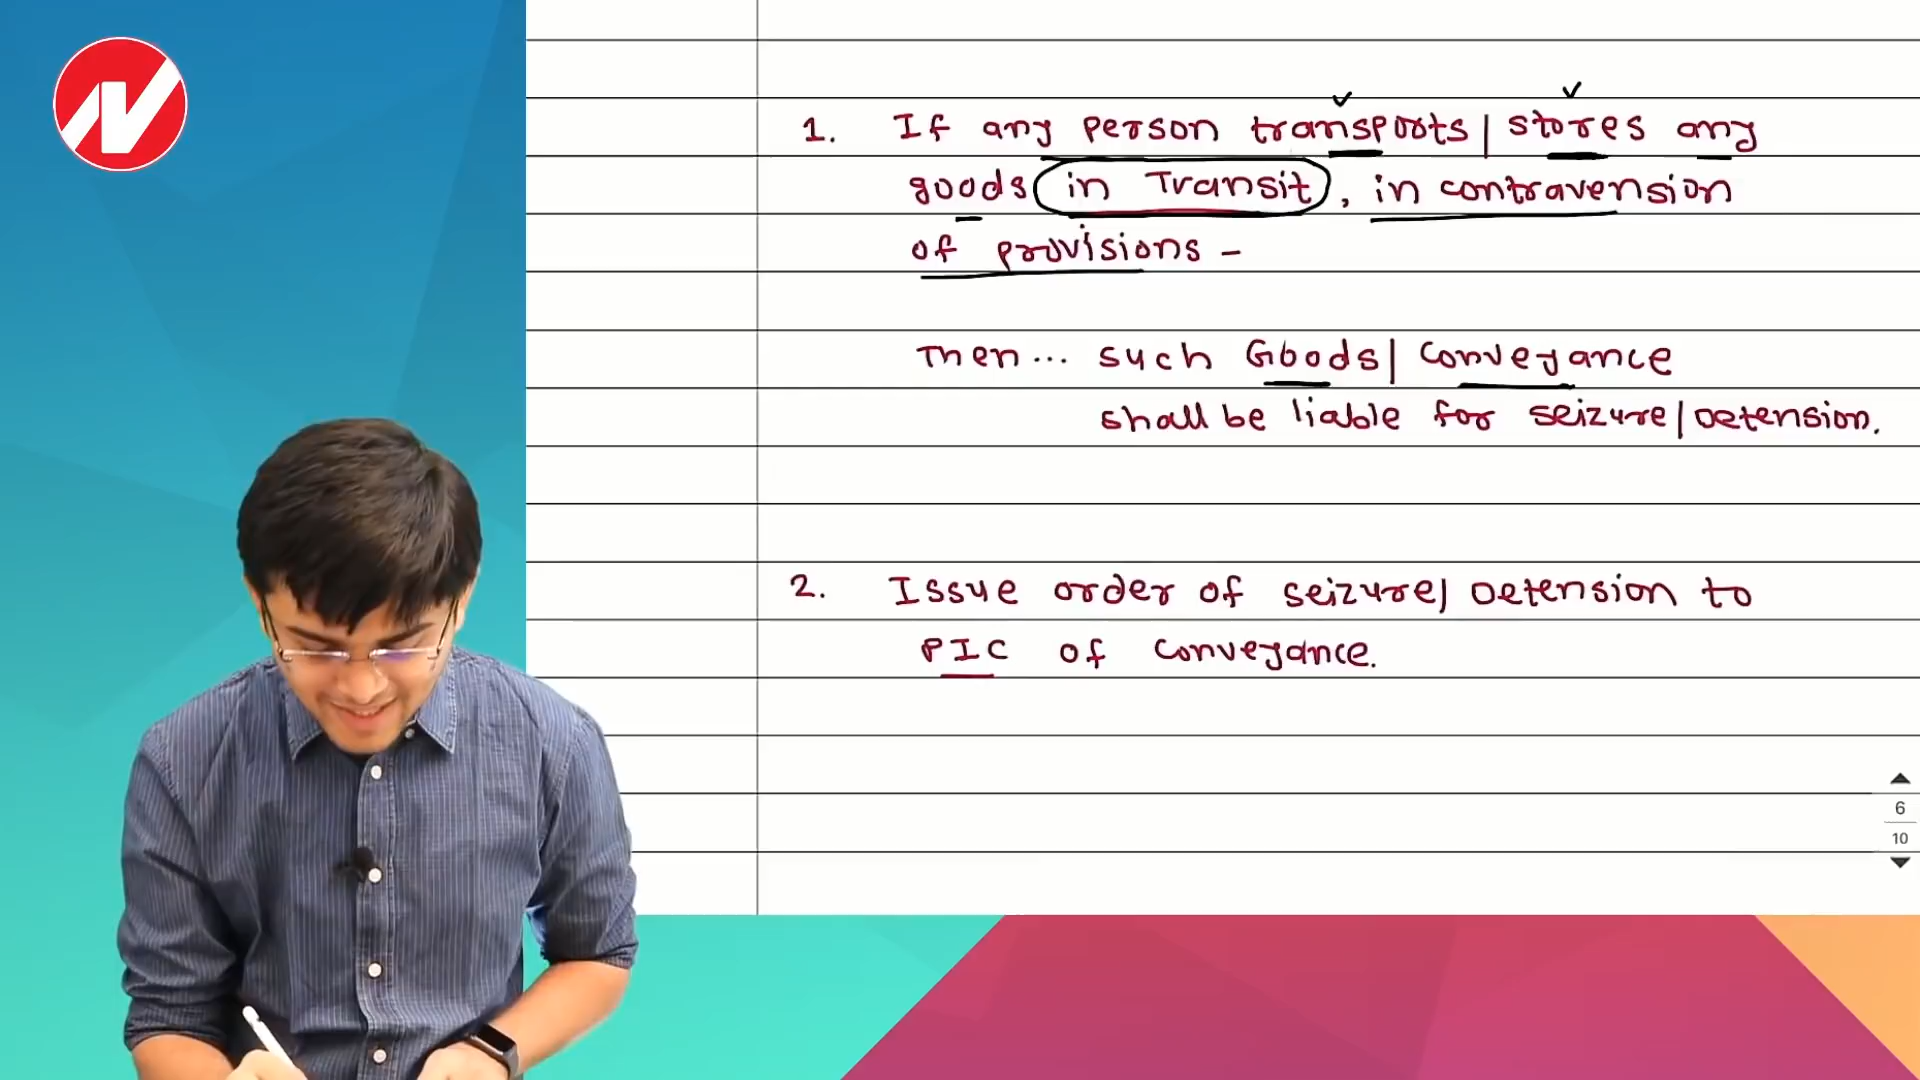 1. If any person transports | stores any
goods in Transit, in contravension
of provisions -
Then... such Goods | Conveyance
shall be liable for seizure | Detension.
2. Issue order of seizure | Detension to
PIC of conveyance.
6
10